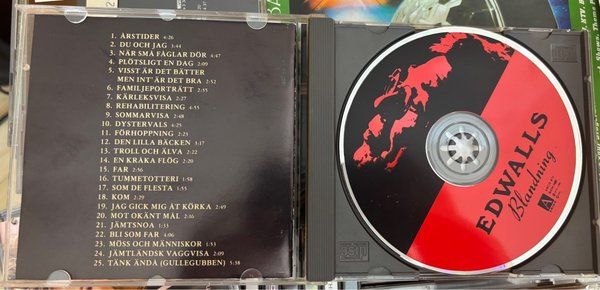 1. ÅRSTIDER 4:26
2. DU OCH JAG 3:44
3. NÄR SMÅ FÅGLAR DÖR 4:47
4. PLÖTSLIGT EN DAG 2:09
5. VISST ÄR DET BÄTTER
MEN INT' ÄR DET BRA 2:52
6. FAMILJEPORTRÄTT 2:55
7. KÄRLEKSVISA 2:27
8. REHABILITERING 4:55
9. SOMMARVISA 2:48
10. DYSTERVALS 4:25
11. FÖRHOPPNING 2:23
12. DEN LILLA BÄCKEN 3:17
13. TROLL OCH ÄLVA 2:22
14. EN KRÅKA FLÖG 2:20
15. FAR 2:56
16. TUMMETOTTERI 1:58
17. SOM DE FLESTA 1:55
18. KOM 2:29
19. JAG GICK MIG ÅT KÖRKA 2:49
20. MOT OKÄNT MÅL 2:16
21. JÄMTSNOA 1:33
22. BLI SOM FAR 4:06
23. MÖSS OCH MÄNNISKOR 1:53
24. JÄMTLÄNDSK VAGGVISA 2:09
25. TÄNK ÄNDÅ (GULLEGUBBEN) 5:38
EDWALLS
Blandning
A